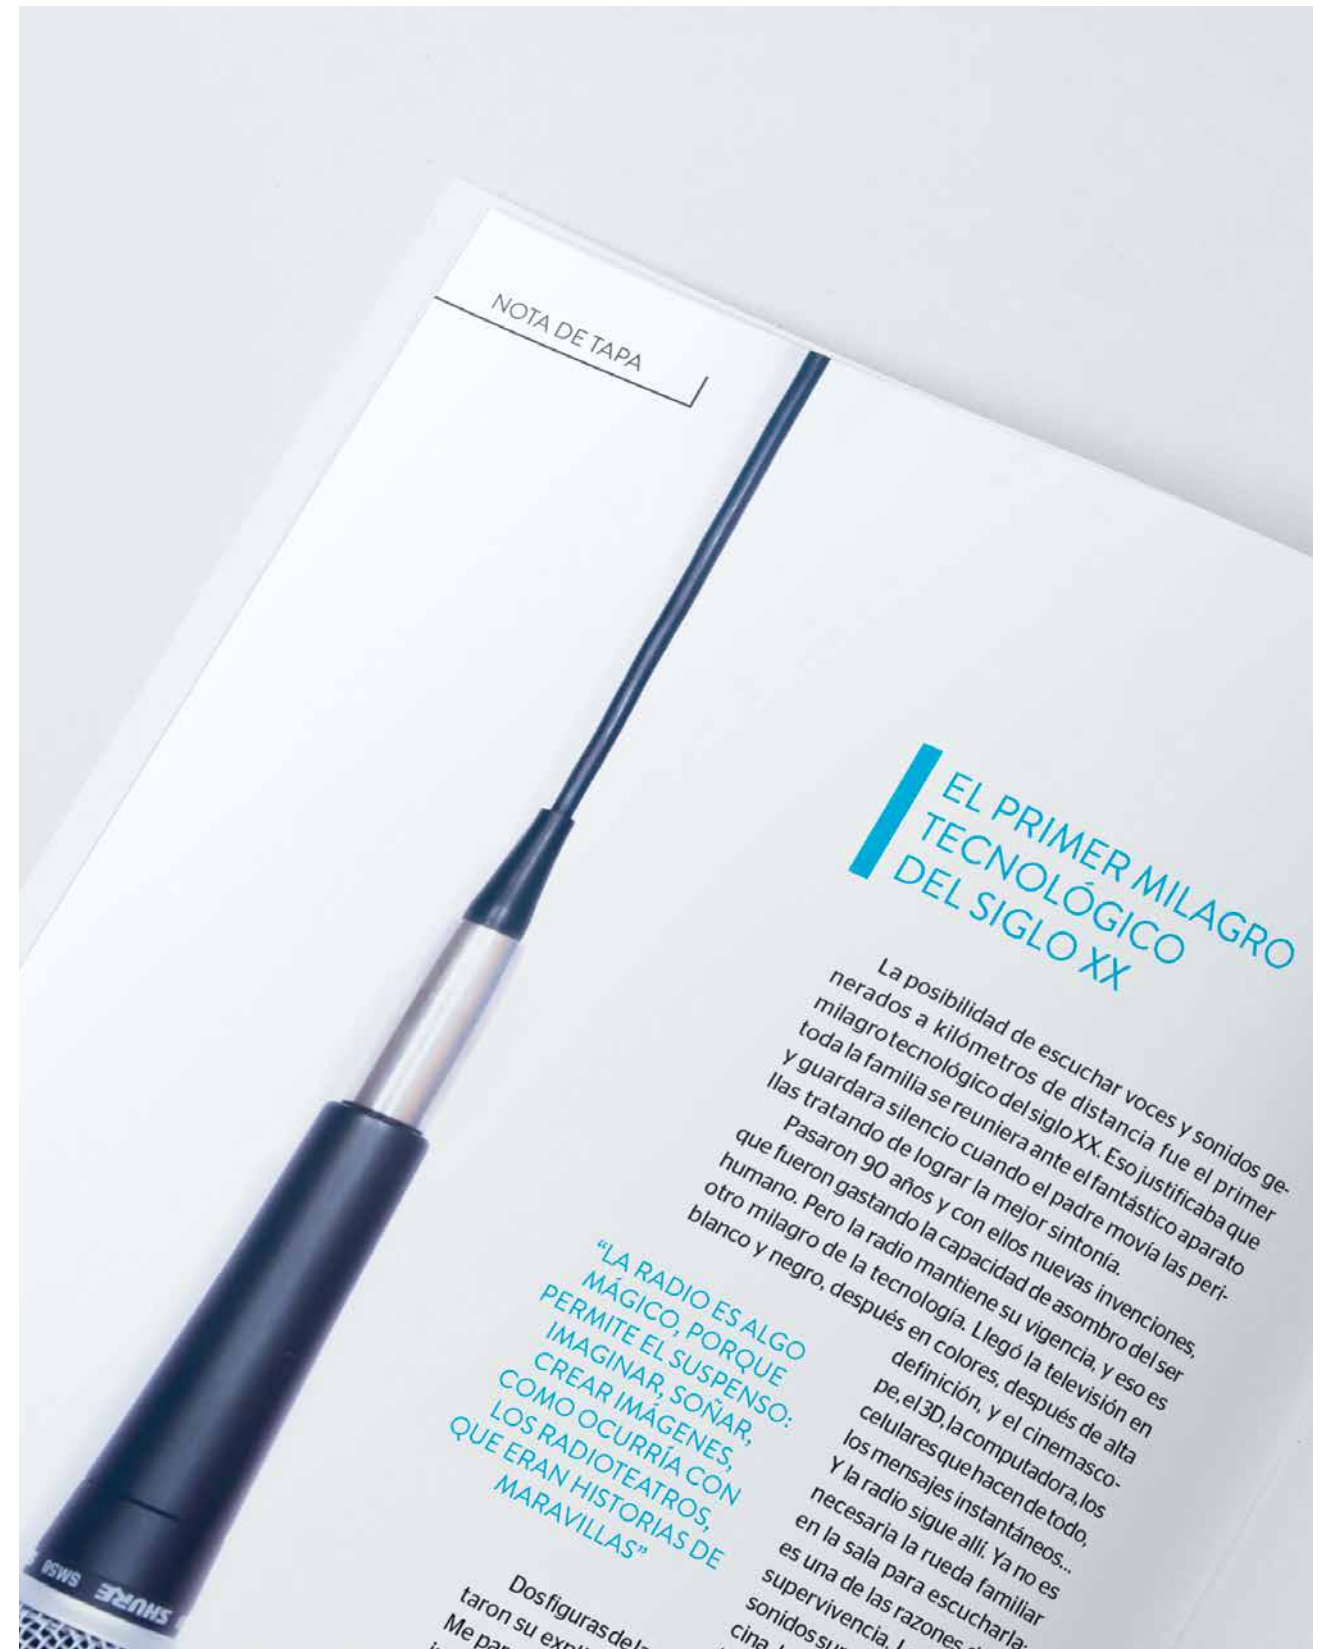 NOTA DE TAPA
EL PRIMER MILAGRO
TECNOLÓGICO
DEL SIGLO XX
La posibilidad de escuchar voces y sonidos ge-
nerados a kilómetros de distancia fue el primer
milagro tecnológico del siglo XX. Eso justificaba que
toda la familia se reuniera ante el fantástico aparato
y guardara silencio cuando el padre movía las peri-
llas tratando de lograr la mejor sintonía.
Pasaron 90 años y con ellos nuevas invenciones,
que fueron gastando la capacidad de asombro del ser
humano. Pero la radio mantiene su vigencia, y eso es
otro milagro de la tecnología. Llegó la televisión en
blanco y negro, después en colores, después de alta
definición, y el cinemasco-
pe, el 3D, la computadora, los
celulares que hacen de todo,
los mensajes instantáneos...
Y la radio sigue allí. Ya no es
necesaria la rueda familiar
en la sala para escucharla:
es una de las razones
supervivencia.
sonidos
“LA RADIO ES ALGO
MÁGICO, PORQUE
PERMITE EL SUSPENSO:
IMAGINAR, SOÑAR,
CREAR IMÁGENES,
COMO OCURRÍA CON
LOS RADIOTEATROS,
QUE ERAN HISTORIAS DE
MARAVILLAS”
Dos figuras de
taron su
Me
SM58 SHURE